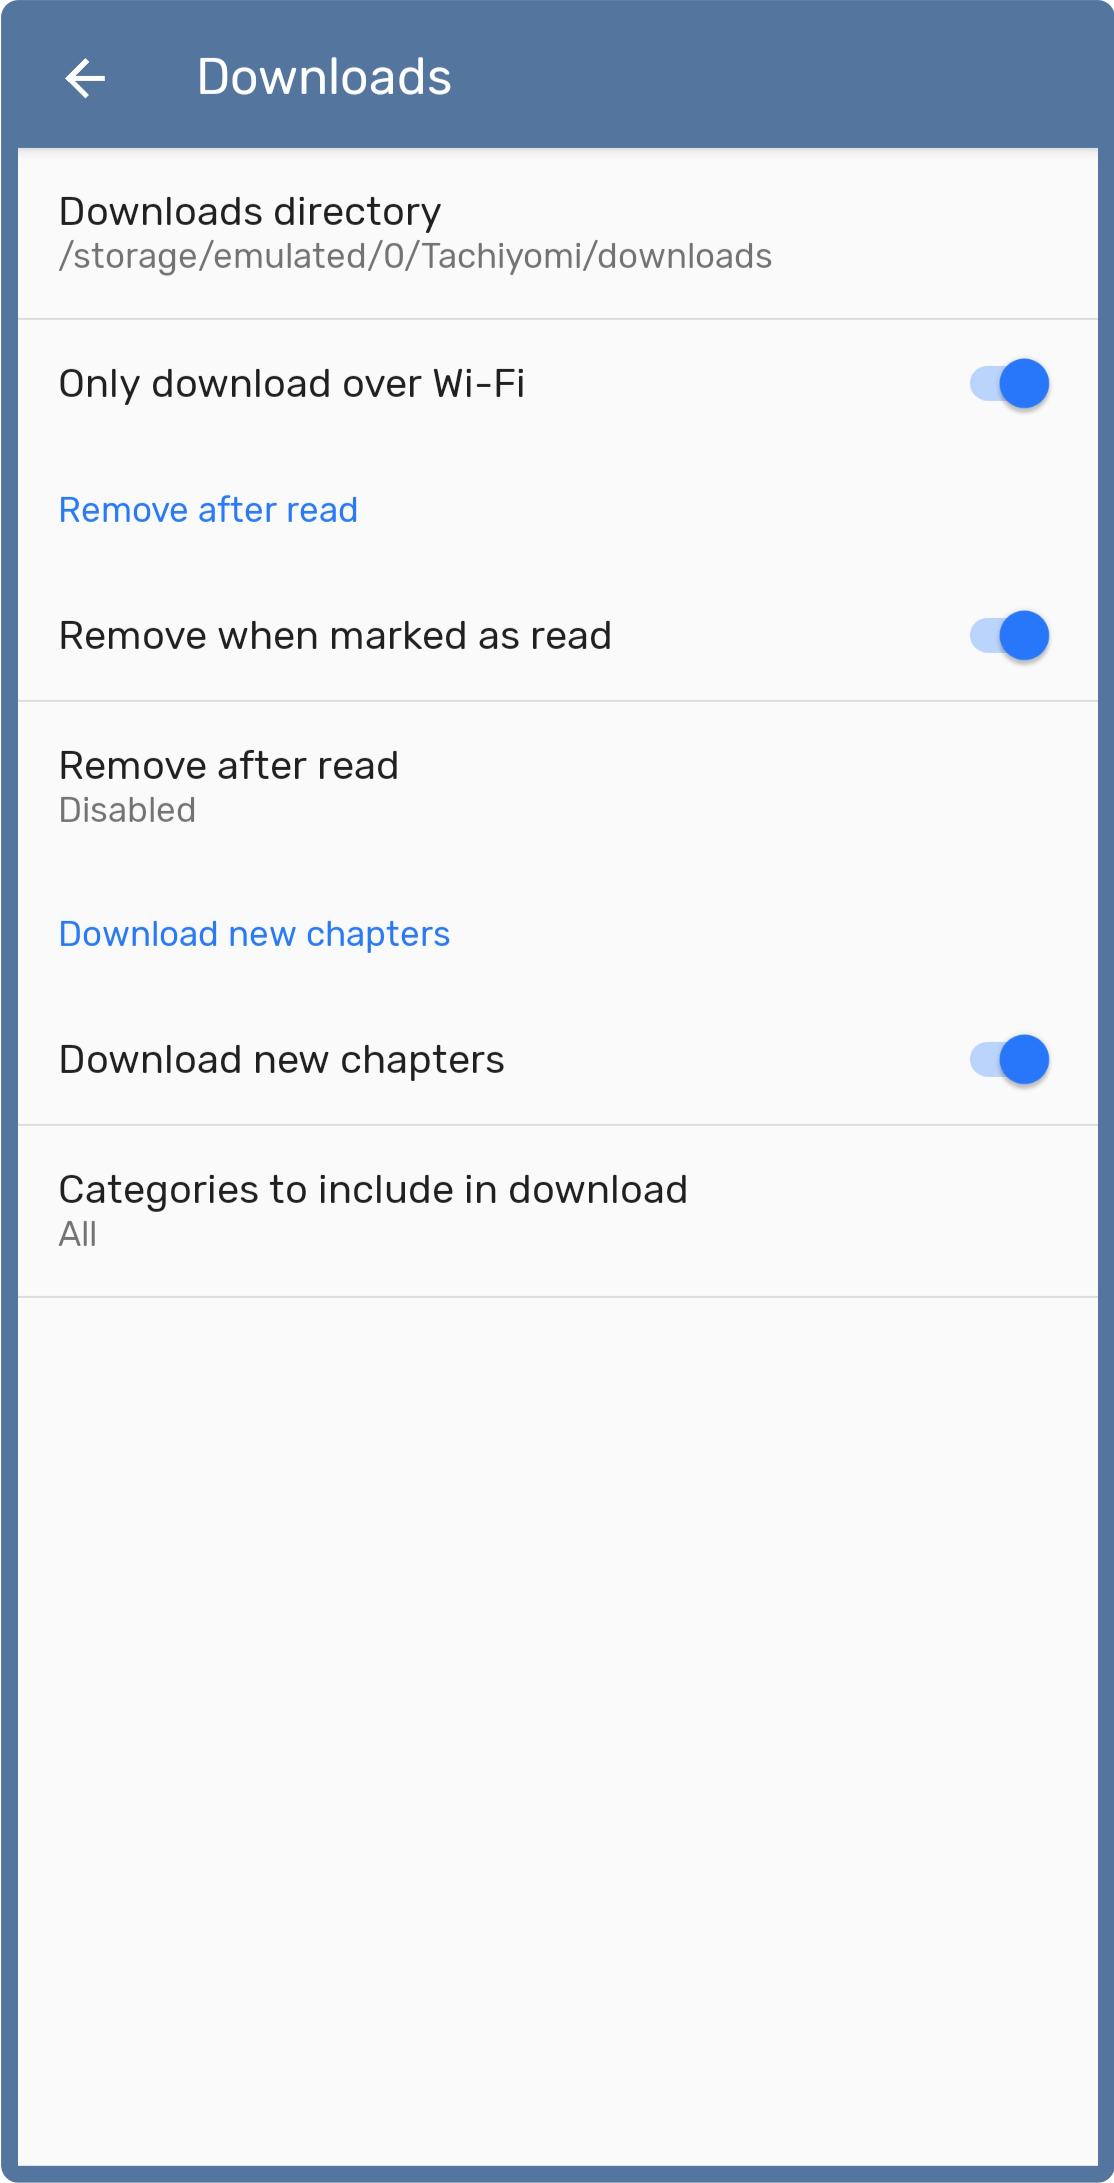 Downloads
Downloads directory
/storage/emulated/0/Tachiyomi/downloads
Only download over Wi-Fi
Remove after read
Remove when marked as read
Remove after read
Disabled
Download new chapters
Download new chapters
Categories to include in download
All